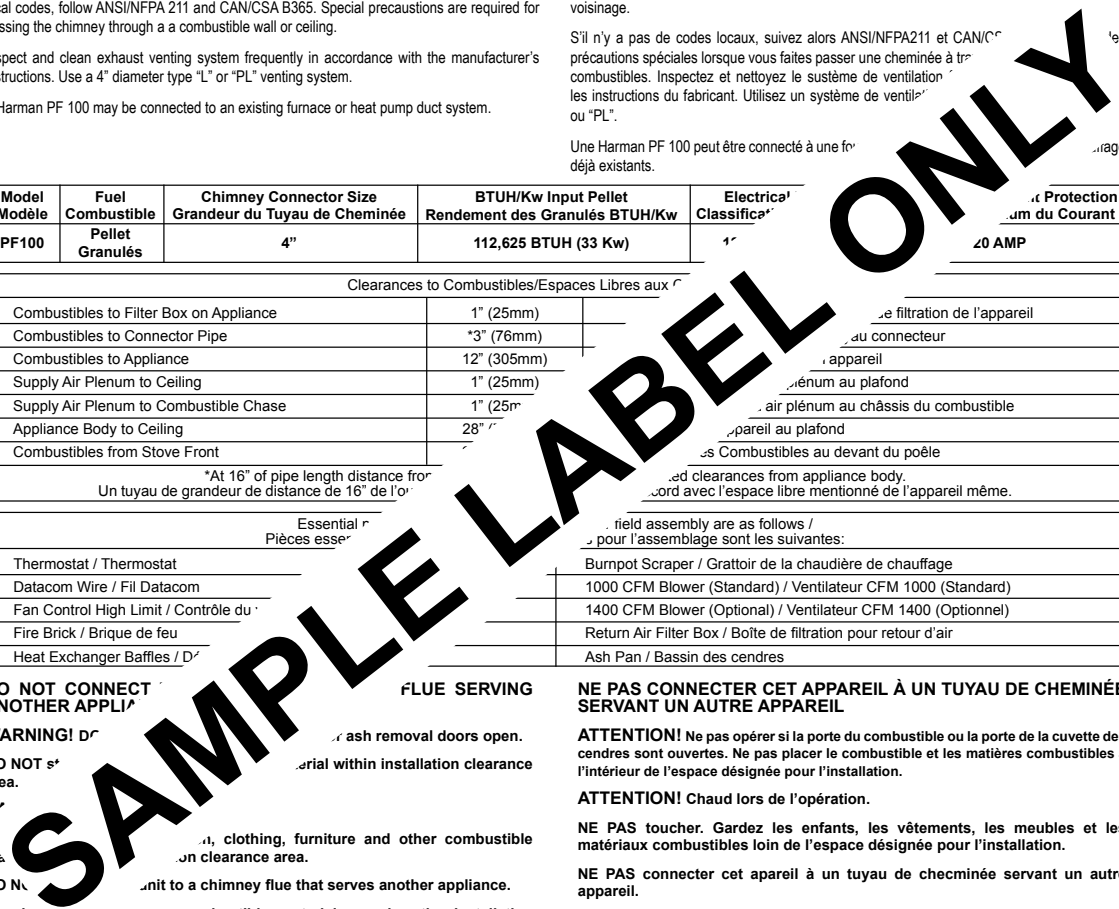 codes, follow ANSI/NFPA 211 and CAN/CSA B365. Special precaustions are required for
the chimney through a a combustible wall or ceiling.
and clean exhaust venting system frequently in accordance with the manufacturer's
Use a 4" diameter type "L" or "PL" venting system.
Harman PF 100 may be connected to an existing furnace or heat pump duct system.
voisinage.
S'il n'y a pas de codes locaux, suivez alors ANSI/NFPA211 et
précautions spéciales lorsque vous faites passer une cheminée à
combustibles. Inspectez et nettoyez le sustème de ventilation
les instructions du fabricant. Utilisez un système de
ou "PL".
Une Harman PF 100 peut être connecté à une
déjà existants.
Model Fuel Chimney Connector Size BTUH/Kw Input Pellet Electrical Protection
Modèle Combustible Grandeur du Tuyau de Cheminée Rendement des Granulés BTUH/Kw du Courant
PF100 Pellet Granulés 4" 112,625 BTUH (33 Kw) 20 AMP
Clearances to Combustibles/Espaces Libres aux
Combustibles to Filter Box on Appliance 1" (25mm) filtration de l'appareil
Combustibles to Connector Pipe *3" (76mm) connecteur
Combustibles to Appliance 12" (305mm) appareil
Supply Air Plenum to Ceiling 1" (25mm) plénum au plafond
Supply Air Plenum to Combustible Chase 1" air plénum au châssis du combustible
Appliance Body to Ceiling 28" au plafond
Combustibles from Stove Front Combustibles au devant du poêle
*At 16" of pipe length distance clearances from appliance body.
Un tuyau de grandeur de distance de 16" de avec l'espace libre mentionné de l'appareil même.
Essential field assembly are as follows /
Pièces pour l'assemblage sont les suivantes:
Thermostat / Thermostat Burnpot Scraper / Grattoir de la chaudière de chauffage
Datacom Wire / Fil Datacom 1000 CFM Blower (Standard) / Ventilateur CFM 1000 (Standard)
Fan Control High Limit / Contrôle du 1400 CFM Blower (Optional) / Ventilateur CFM 1400 (Optionnel)
Fire Brick / Brique de feu Return Air Filter Box / Boîte de filtration pour retour d'air
Heat Exchanger Baffles / Ash Pan / Bassin des cendres
NOT CONNECT FLUE SERVING
ash removal doors open.
NOT within installation clearance
clothing, furniture and other combustible
clearance area.
unit to a chimney flue that serves another appliance.
NE PAS CONNECTER CET APPAREIL À UN TUYAU DE CHEMINÉE
SERVANT UN AUTRE APPAREIL
ATTENTION! Ne pas opérer si la porte du combustible ou la porte de la cuvette
cendres sont ouvertes. Ne pas placer le combustible et les matières combustibles
l'intérieur de l'espace désignée pour l'installation.
ATTENTION! Chaud lors de l'opération.
NE PAS toucher. Gardez les enfants, les vêtements, les meubles et
matériaux combustibles loin de l'espace désignée pour l'installation.
NE PAS connecter cet apareil à un tuyau de checminée servant un
appareil.
SAMPLE LABEL ONLY